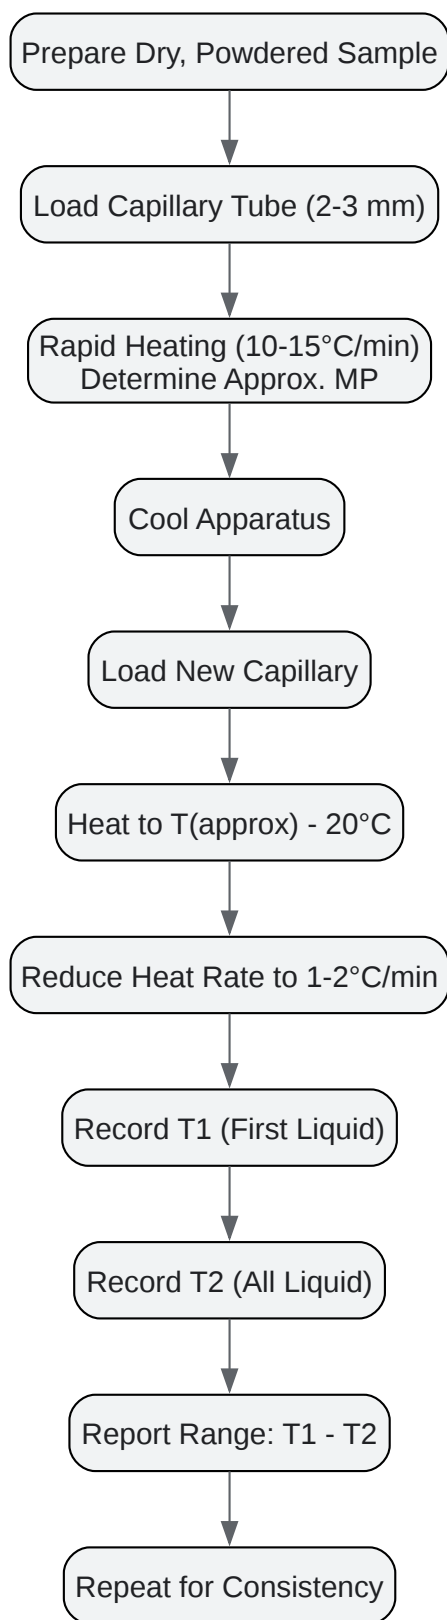 Prepare Dry, Powdered Sample
Load Capillary Tube (2-3 mm)
Rapid Heating (10-15°C/min)
Determine Approx. MP
Cool Apparatus
Load New Capillary
Heat to T(approx) - 20°C
Reduce Heat Rate to 1-2°C/min
Record T1 (First Liquid)
Record T2 (All Liquid)
Report Range: T1 - T2
Repeat for Consistency